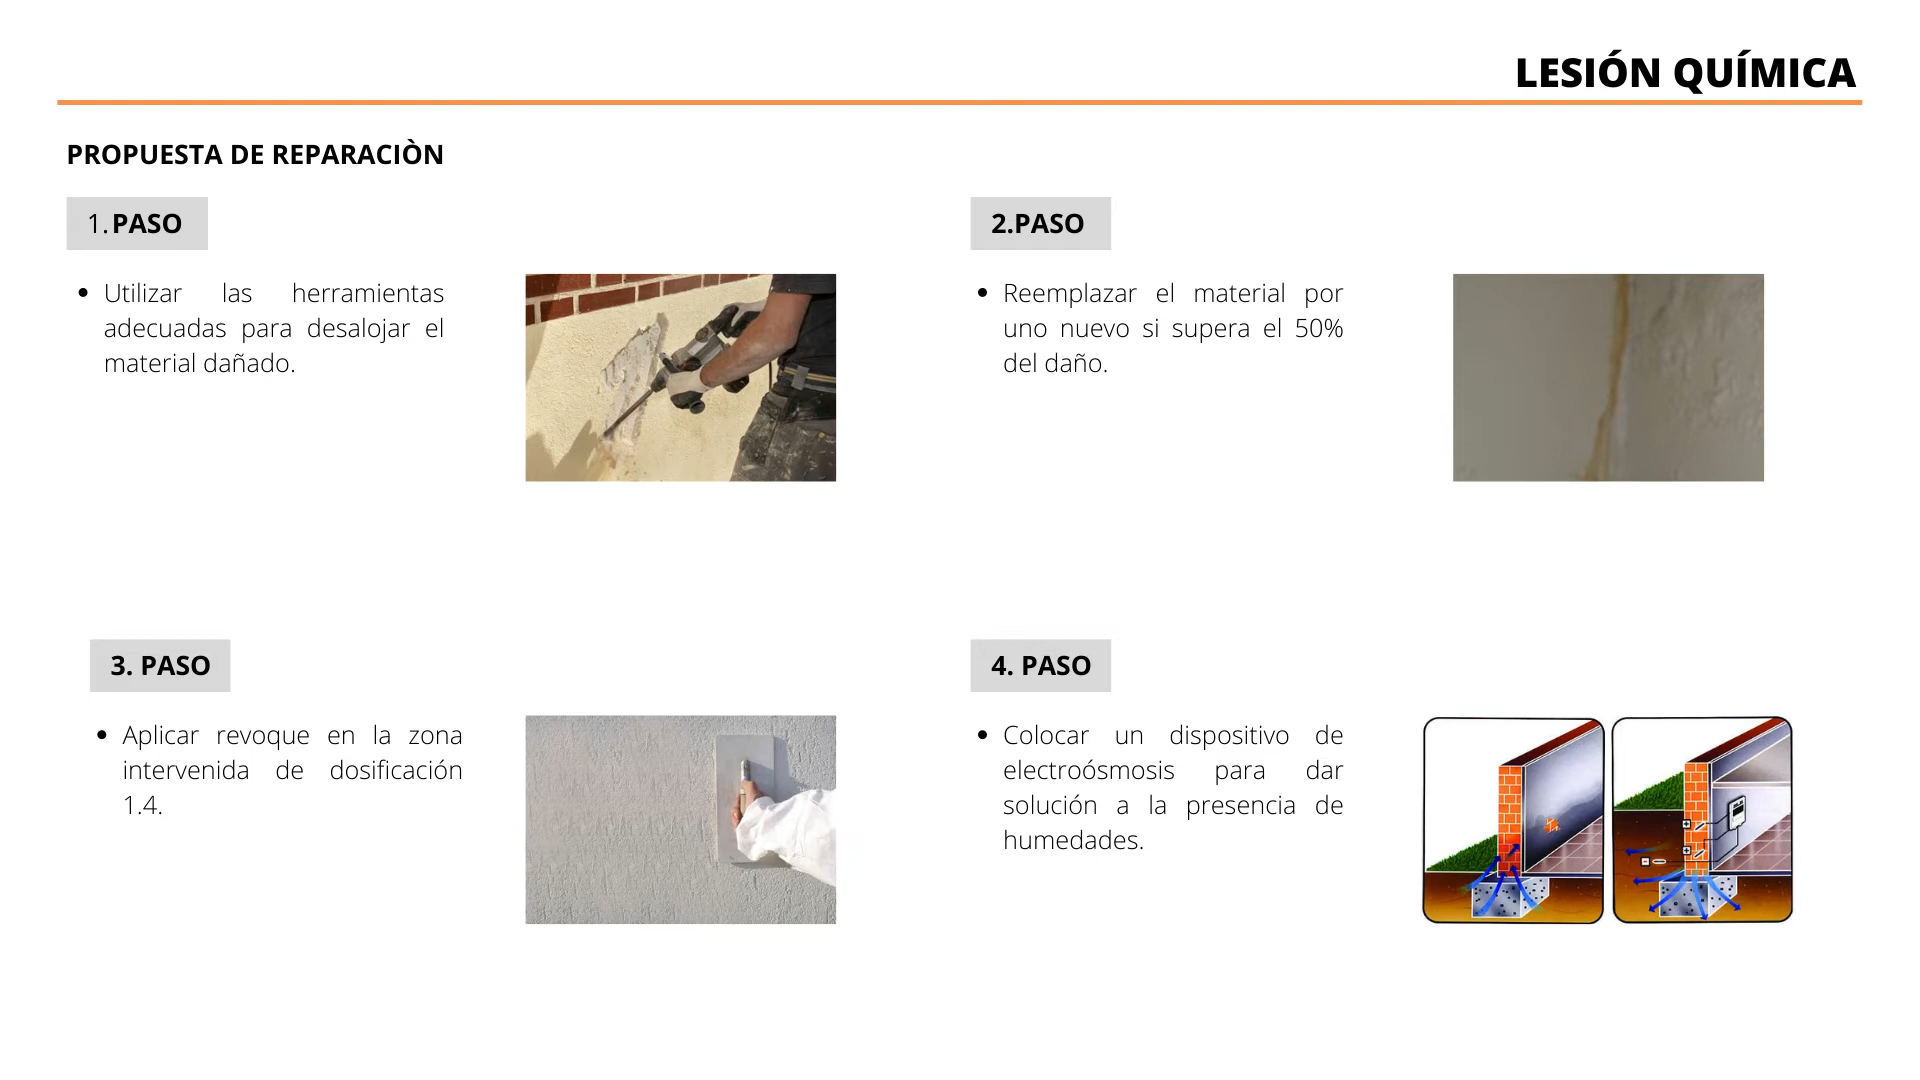 LESIÓN QUÍMICA
PROPUESTA DE REPARACIÒN
1. PASO
Utilizar las herramientas
adecuadas para desalojar el
material dañado.
2.PASO
Reemplazar el material por
uno nuevo si supera el 50%
del daño.
3. PASO
Aplicar revoque en la zona
intervenida de dosificación
1.4.
4. PASO
Colocar un dispositivo de
electroósmosis para dar
solución a la presencia de
humedades.